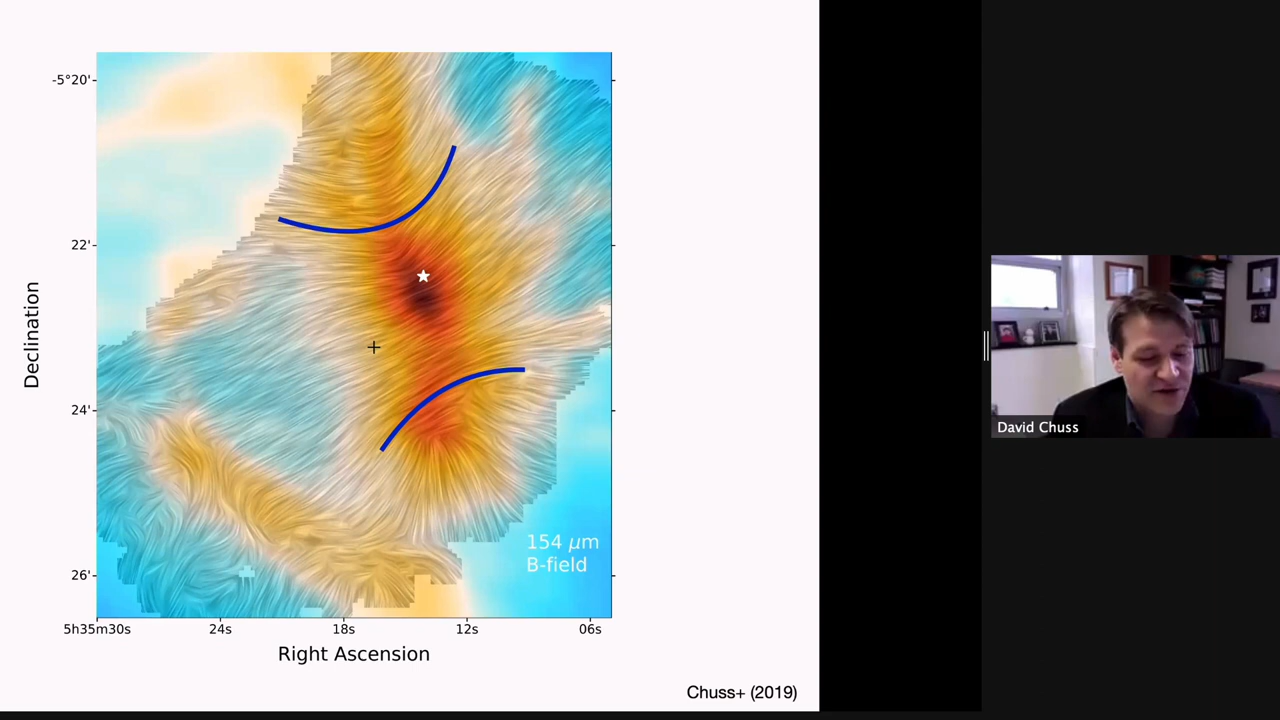 -5°20'
22'
24'
26'
Declination
154 μm
B-field
5h35m30s 24s 18s 12s 06s
Right Ascension
Chuss+ (2019)
David Chuss